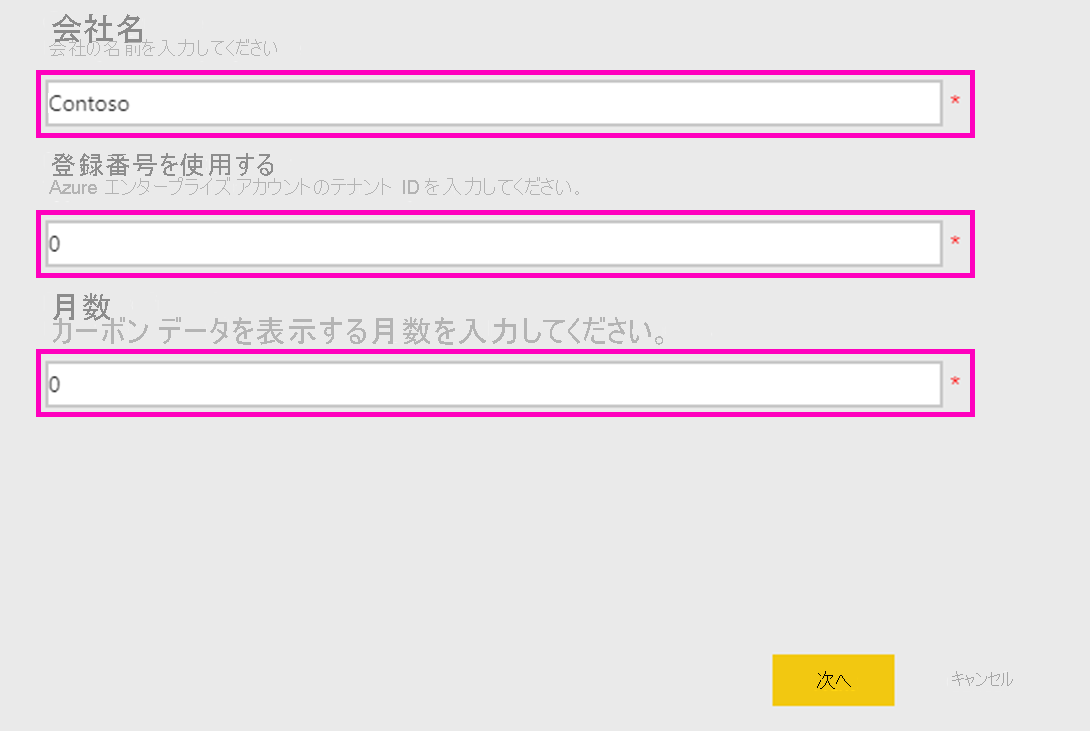 会社名
会社の名前を入力してください
Contoso
*
登録番号を使用する
Azure エンタープライズ アカウントのテナント ID を入力してください。
0
*
月数
カーボン データを表示する月数を入力してください。
0
*
次へ
キャンセル